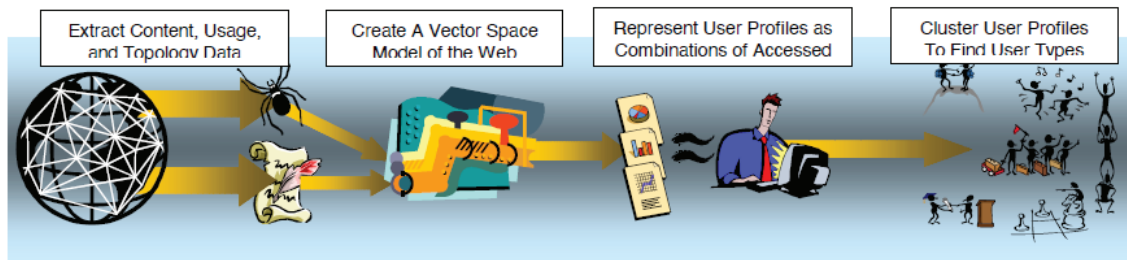 Extract Content, Usage,
and Topology Data
Create A Vector Space
Model of the Web
Represent User Profiles as
Combinations of Accessed
Cluster User Profiles
To Find User Types